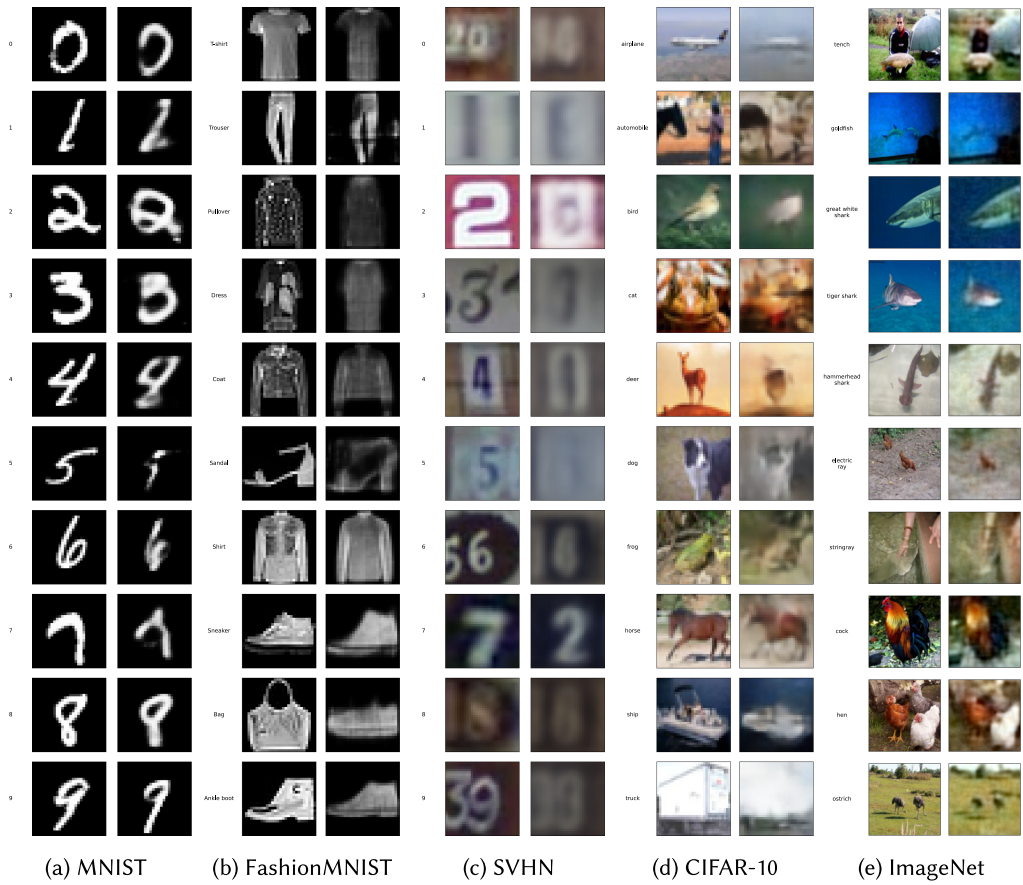 0
1
2
3
4
5
6
7
8
9
(a) MNIST
T-shirt
Trouser
Pullover
Dress
Coat
Sandal
Shirt
Sneaker
Bag
Ankle boot
(b) FashionMNIST
0
1
2
3
4
5
6
7
8
9
(c) SVHN
airplane
automobile
bird
cat
deer
dog
frog
horse
ship
truck
(d) CIFAR-10
tench
goldfish
great white
shark
tiger shark
hammerhead
shark
electric
ray
stringray
cock
hen
ostrich
(e) ImageNet